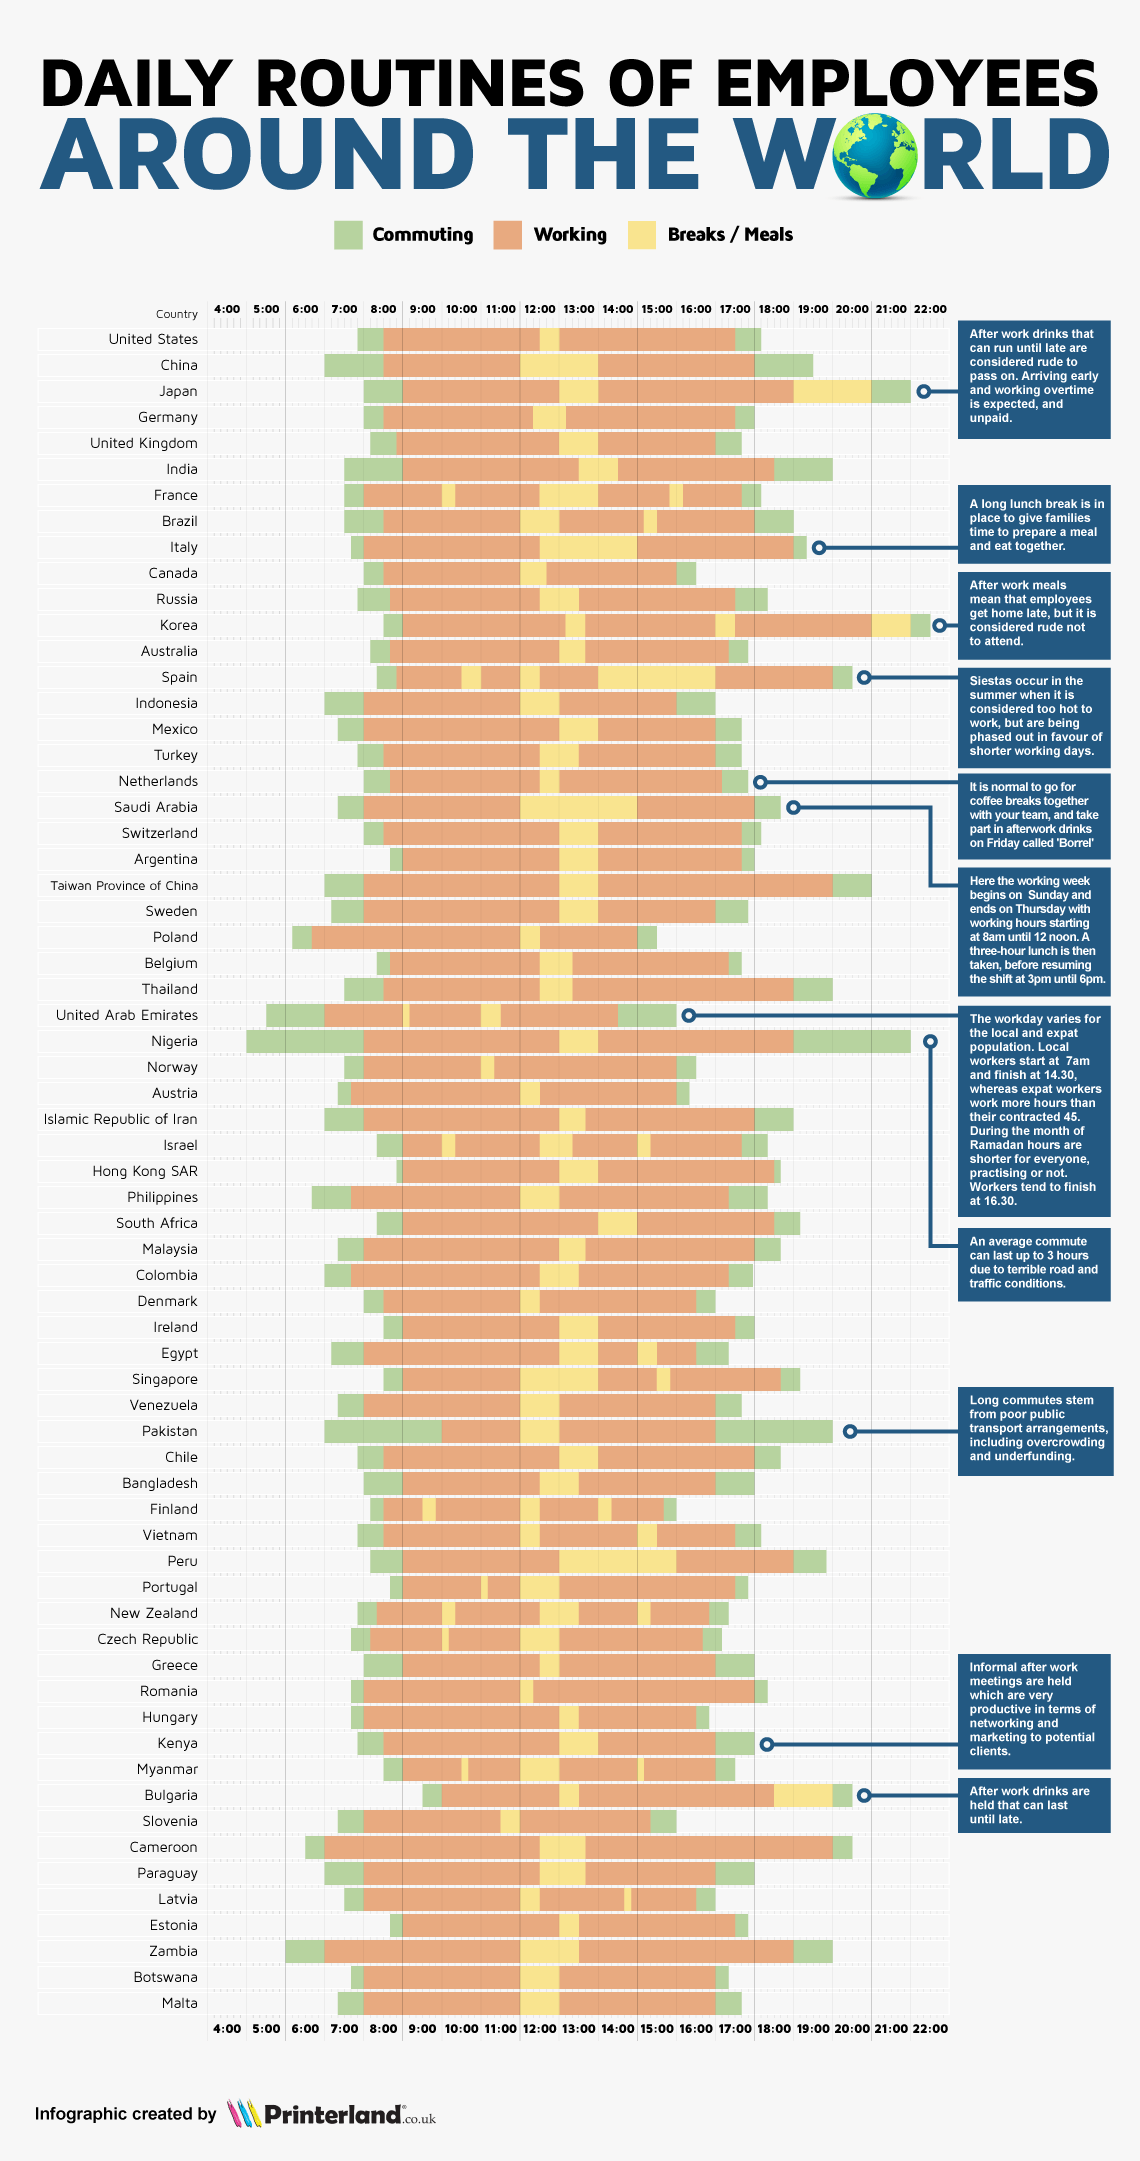 DAILY ROUTINES OF EMPLOYEES
AROUND THE WORLD
Commuting Working Breaks / Meals
Country 4:00 5:00 6:00 7:00 8:00 9:00 10:00 11:00 12:00 13:00 14:00 15:00 16:00 17:00 18:00 19:00 20:00 21:00 22:00
United States
China
Japan
Germany
United Kingdom
India
France
Brazil
Italy
Canada
Russia
Korea
Australia
Spain
Indonesia
Mexico
Turkey
Netherlands
Saudi Arabia
Switzerland
Argentina
Taiwan Province of China
Sweden
Poland
Belgium
Thailand
United Arab Emirates
Nigeria
Norway
Austria
Islamic Republic of Iran
Israel
Hong Kong SAR
Philippines
South Africa
Malaysia
Colombia
Denmark
Ireland
Egypt
Singapore
Venezuela
Pakistan
Chile
Bangladesh
Finland
Vietnam
Peru
Portugal
New Zealand
Czech Republic
Greece
Romania
Hungary
Kenya
Myanmar
Bulgaria
Slovenia
Cameroon
Paraguay
Latvia
Estonia
Zambia
Botswana
Malta
4:00 5:00 6:00 7:00 8:00 9:00 10:00 11:00 12:00 13:00 14:00 15:00 16:00 17:00 18:00 19:00 20:00 21:00 22:00
After work drinks that
can run until late are
considered rude to
pass on. Arriving early
and working overtime
is expected, and
unpaid.
A long lunch break is in
place to give families
time to prepare a meal
and eat together.
After work meals
mean that employees
get home late, but it is
considered rude not
to attend.
Siestas occur in the
summer when it is
considered too hot to
work, but are being
phased out in favour of
shorter working days.
It is normal to go for
coffee breaks together
with your team, and take
part in afterwork drinks
on Friday called 'Borrel'
Here the working week
begins on Sunday and
ends on Thursday with
working hours starting
at 8am until 12 noon. A
three-hour lunch is then
taken, before resuming
the shift at 3pm until 6pm.
The workday varies for
the local and expat
population. Local
workers start at 7am
and finish at 14.30,
whereas expat workers
work more hours than
their contracted 45.
During the month of
Ramadan hours are
shorter for everyone,
practising or not.
Workers tend to finish
at 16.30.
An average commute
can last up to 3 hours
due to terrible road and
traffic conditions.
Long commutes stem
from poor public
transport arrangements,
including overcrowding
and underfunding.
Informal after work
meetings are held
which are very
productive in terms of
networking and
marketing to potential
clients.
After work drinks are
held that can last
until late.
Infographic created by Printerland.co.uk